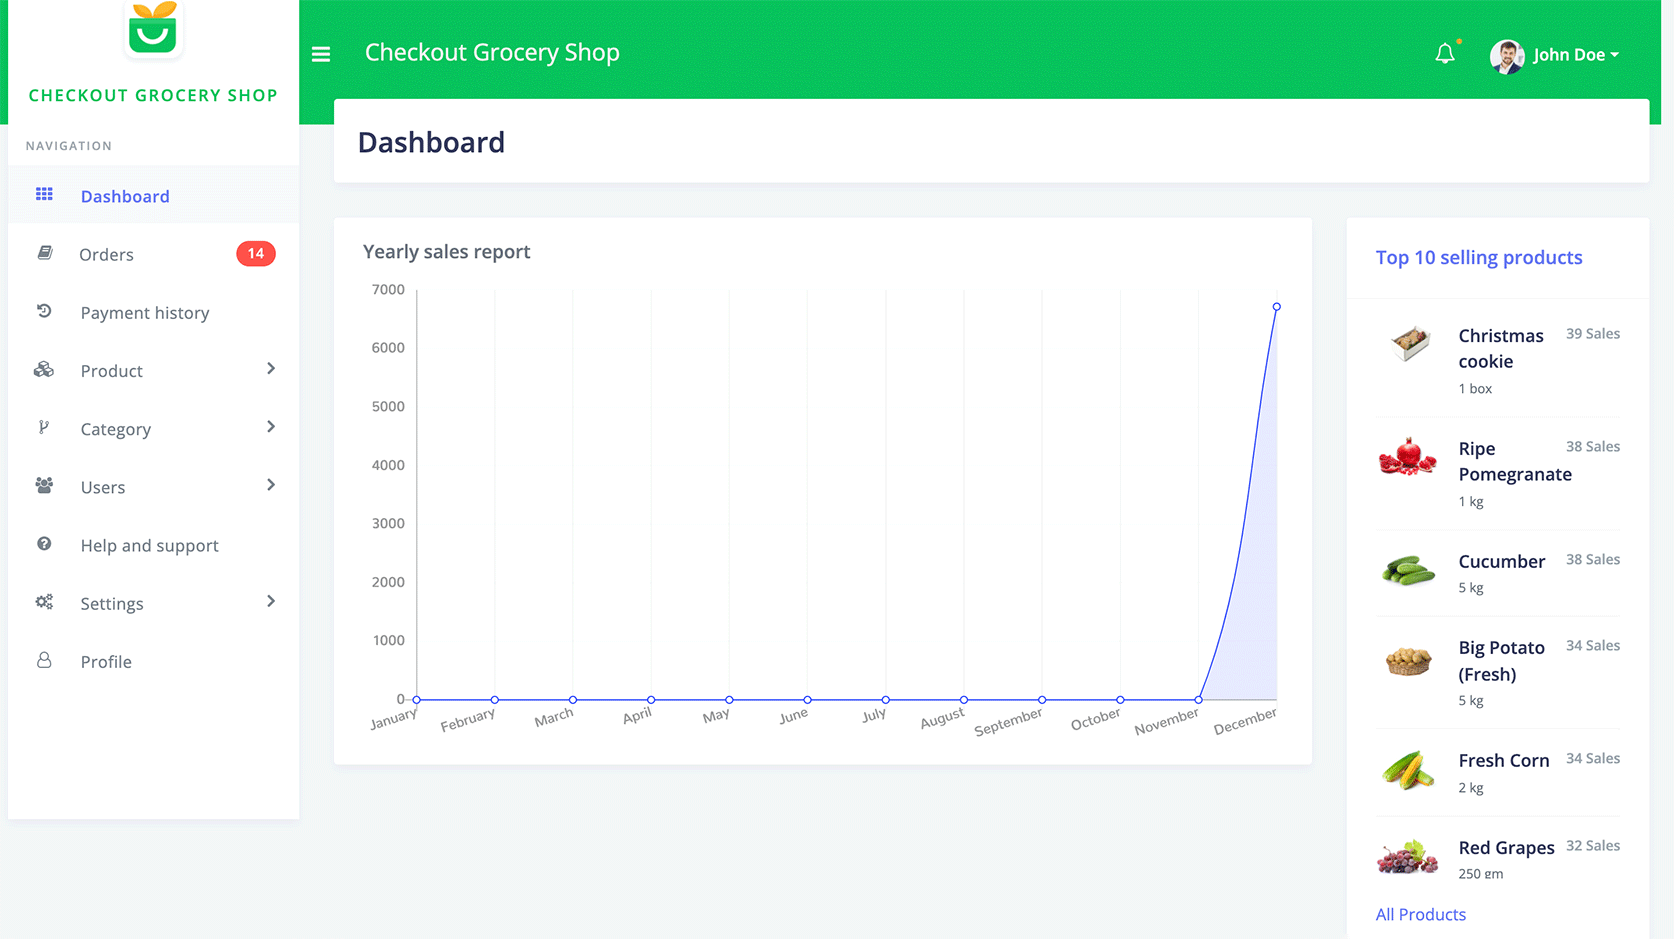 CHECKOUT GROCERY SHOP
NAVIGATION
Dashboard
Orders
14
Payment history
Product
Category
Users
Help and support
Settings
Profile
Checkout Grocery Shop
John Doe
Dashboard
Yearly sales report
7000
6000
5000
4000
3000
2000
1000
0
January
February
March
April
May
June
July
August
September
October
November
December
Top 10 selling products
Christmas
cookie
39 Sales
1 box
Ripe
Pomegranate
38 Sales
1 kg
Cucumber
38 Sales
5 kg
Big Potato
(Fresh)
34 Sales
5 kg
Fresh Corn
34 Sales
2 kg
Red Grapes
32 Sales
250 gm
All Products